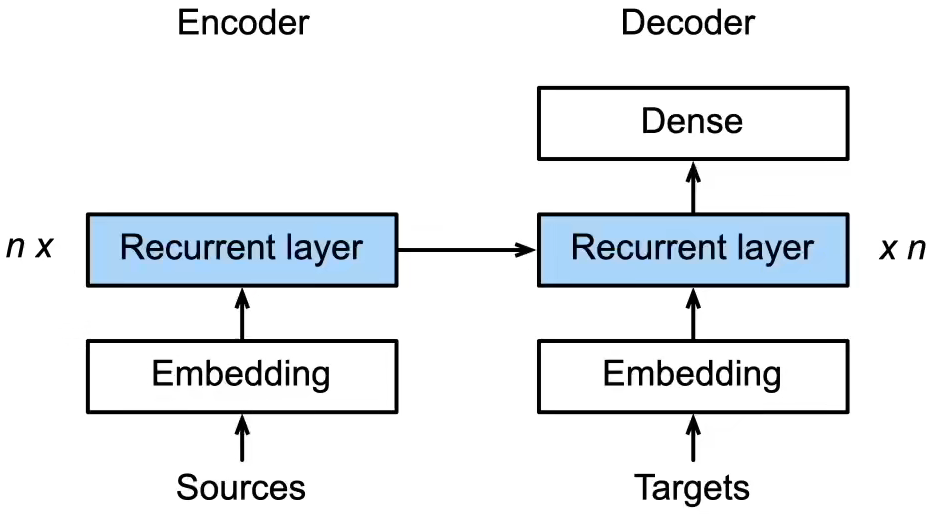 Encoder
Decoder
Dense
n x
Recurrent layer
Recurrent layer
x n
Embedding
Embedding
Sources
Targets